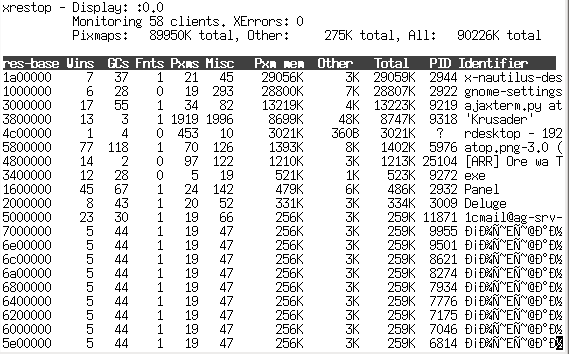 xrestop - Display: :0.0
Monitoring 58 clients. XErrors: 0
Pixmaps: 89950K total, Other: 275K total, All: 90226K total
res-base Wins GCs Fnts Pxms Misc Pxm mem Other Total PID Identifier
1a00000 7 37 1 21 45 29056K 3K 29059K 2944 x-nautilus-des
1000000 6 28 0 19 293 28800K 7K 28807K 2922 gnome-settings
3000000 17 55 1 34 82 13219K 4K 13223K 9219 ajaxterm.py at
3800000 13 3 1 1919 1996 8699K 48K 8747K 9318 'Krusader'
4c00000 1 4 0 453 10 3021K 360B 3021K ? rdesktop - 192
5800000 77 118 1 70 126 1393K 8K 1402K 5976 atop.png-3.0 (
4800000 14 2 0 97 122 1210K 3K 1213K 25104 [ARR] Ore wa T
3400000 12 28 0 5 19 521K 1K 523K 9272 exe
1600000 45 67 1 24 142 479K 6K 486K 2932 Panel
2000000 8 43 1 20 52 331K 3K 334K 3009 Deluge
5000000 23 30 1 19 66 256K 3K 259K 11871 1cmail@ag-srv-
7000000 5 44 1 19 47 256K 3K 259K 9955
6e00000 5 44 1 19 47 256K 3K 259K 9501
6c00000 5 44 1 19 47 256K 3K 259K 8621
6a00000 5 44 1 19 47 256K 3K 259K 8274
6800000 5 44 1 19 47 256K 3K 259K 7934
6400000 5 44 1 19 47 256K 3K 259K 7776
6200000 5 44 1 19 47 256K 3K 259K 7175
6000000 5 44 1 19 47 256K 3K 259K 7046
5e00000 5 44 1 19 47 256K 3K 259K 6814